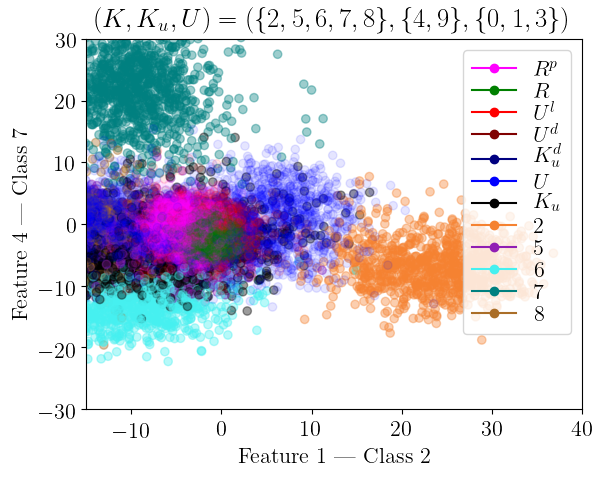 (K, K_u, U) = ({2, 5, 6, 7, 8}, {4, 9}, {0, 1, 3})
30
20
10
0
−10
−20
−30
Feature 4 — Class 7
R^p
R
U^l
U^d
K_u^d
U
K_u
2
5
6
7
8
−10 0 10 20 30 40
Feature 1 — Class 2